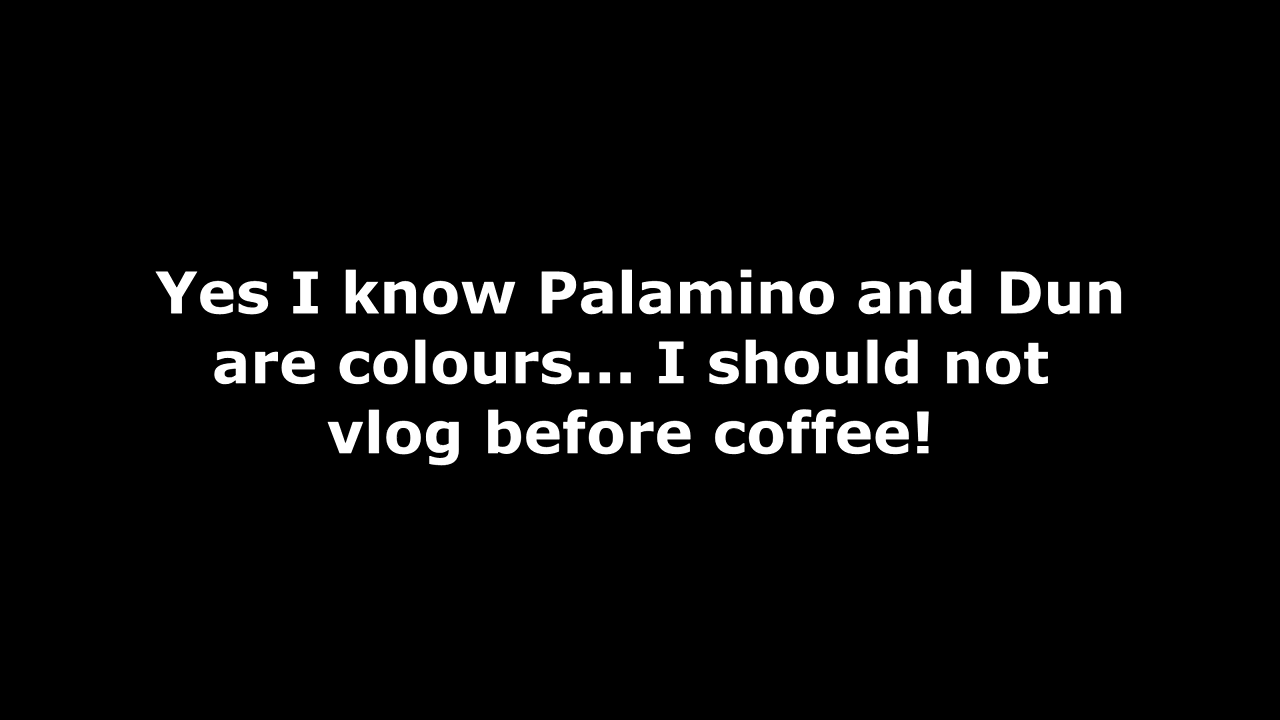 Yes I know Palamino and Dun
are colours... I should not
vlog before coffee!